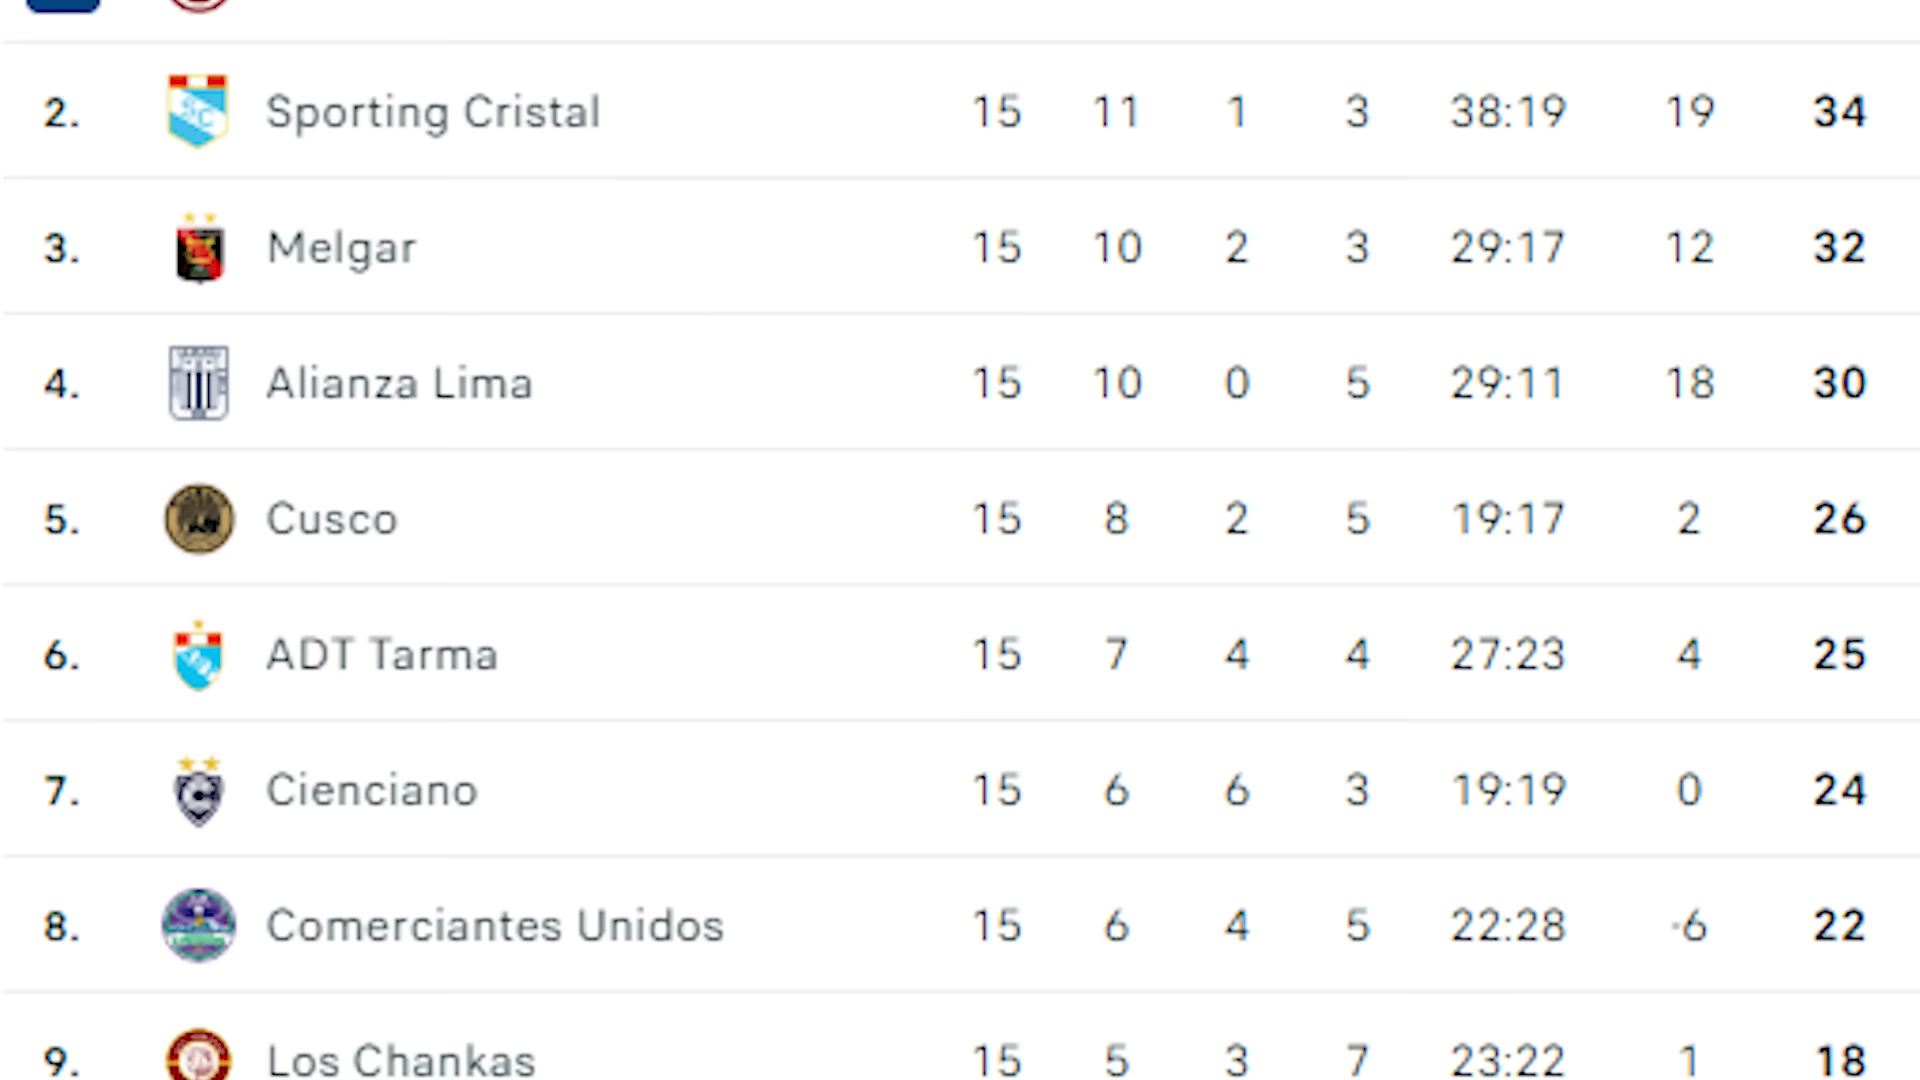 2. Sporting Cristal 15 11 1 3 38:19 19 34
3. Melgar 15 10 2 3 29:17 12 32
4. Alianza Lima 15 10 0 5 29:11 18 30
5. Cusco 15 8 2 5 19:17 2 26
6. ADT Tarma 15 7 4 4 27:23 4 25
7. Cienciano 15 6 6 3 19:19 0 24
8. Comerciantes Unidos 15 6 4 5 22:28 -6 22
9. Los Chankas 15 5 3 7 23:22 1 18